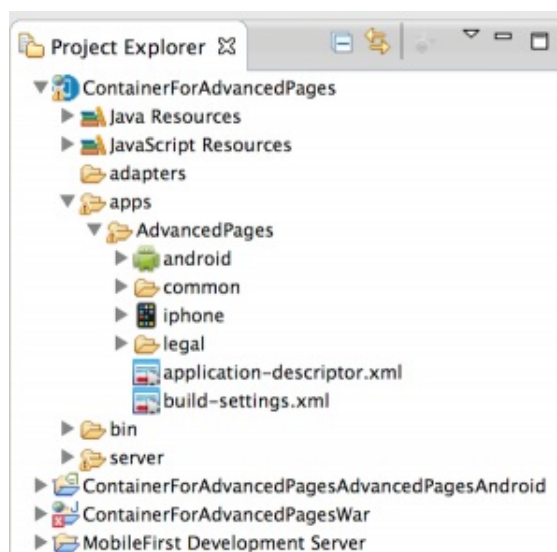 Project Explorer
ContainerForAdvancedPages
Java Resources
JavaScript Resources
adapters
apps
AdvancedPages
android
common
iphone
legal
application-descriptor.xml
build-settings.xml
bin
server
ContainerForAdvancedPagesAdvancedPagesAndroid
ContainerForAdvancedPagesWar
MobileFirst Development Server